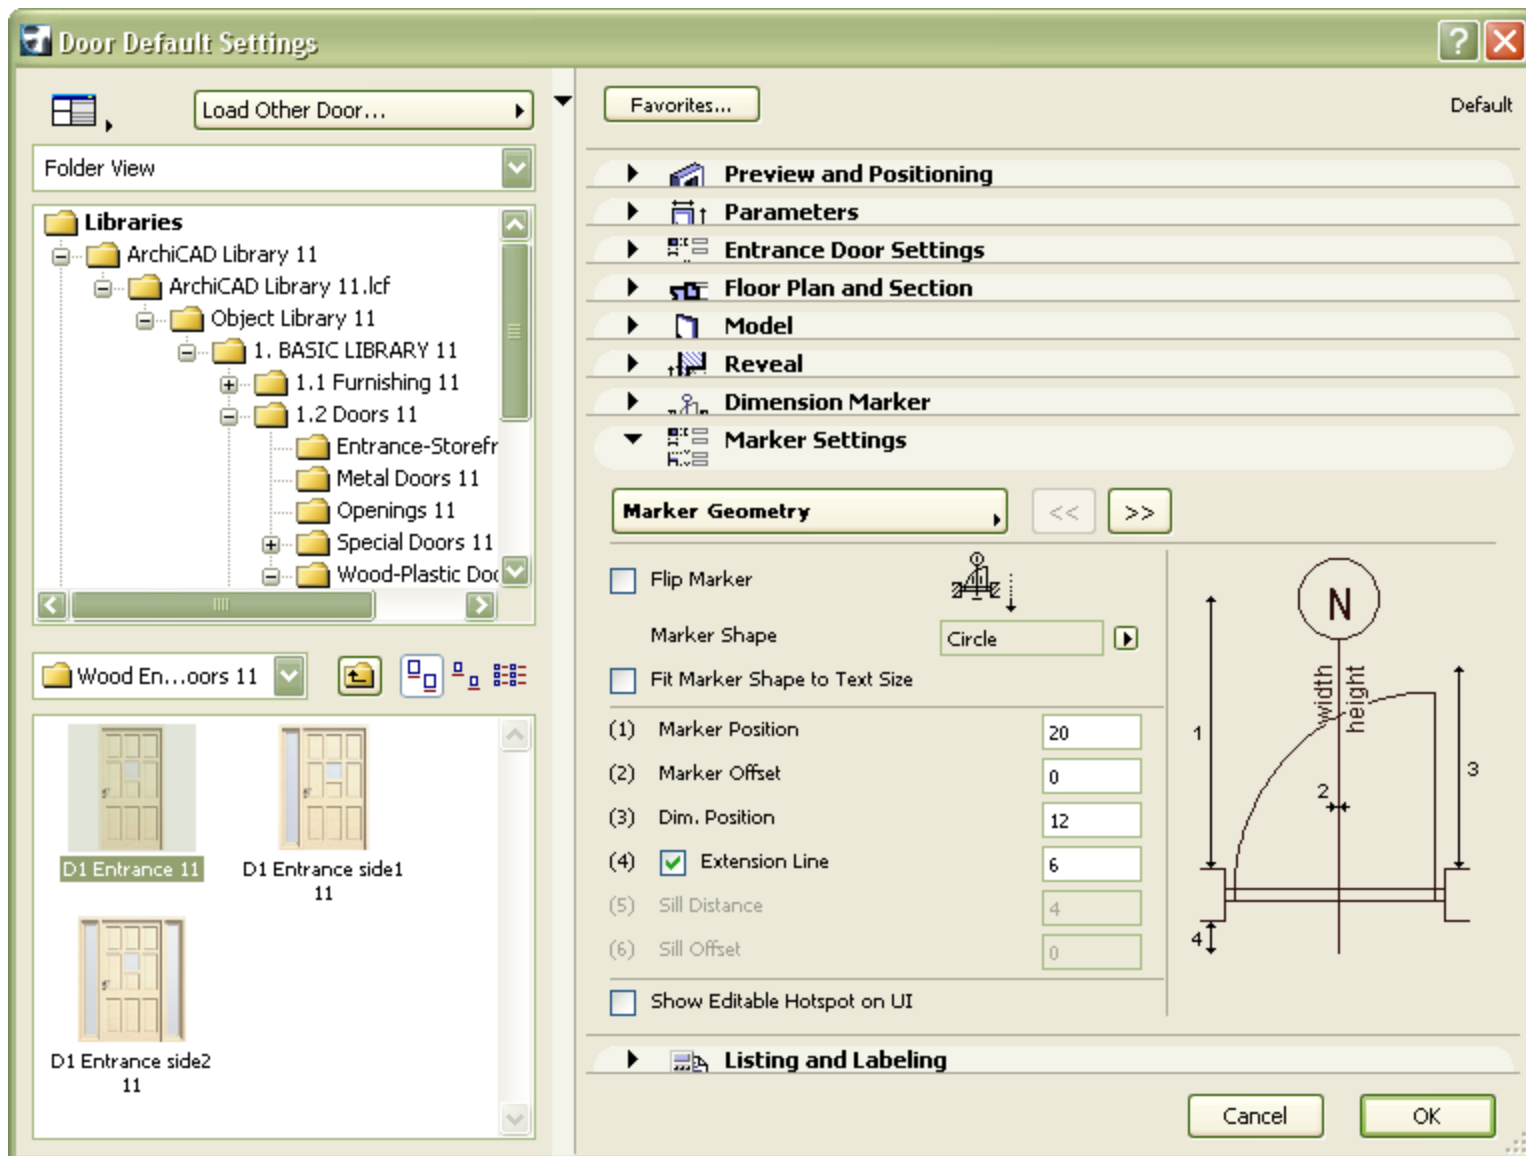 Door Default Settings
Load Other Door...
Folder View
Libraries
ArchiCAD Library 11
ArchiCAD Library 11.lcf
Object Library 11
1. BASIC LIBRARY 11
1.1 Furnishing 11
1.2 Doors 11
Entrance-Storefr
Metal Doors 11
Openings 11
Special Doors 11
Wood-Plastic Doo
Wood En...oors 11
D1 Entrance 11
D1 Entrance side1
11
D1 Entrance side2
11
Favorites...
Default
Preview and Positioning
Parameters
Entrance Door Settings
Floor Plan and Section
Model
Reveal
Dimension Marker
Marker Settings
Marker Geometry
<<
>>
Flip Marker
Marker Shape
Circle
Fit Marker Shape to Text Size
(1) Marker Position 20
(2) Marker Offset 0
(3) Dim. Position 12
(4) Extension Line 6
(5) Sill Distance 4
(6) Sill Offset 0
Show Editable Hotspot on UI
N
width
height
1
2
3
4
Listing and Labeling
Cancel
OK